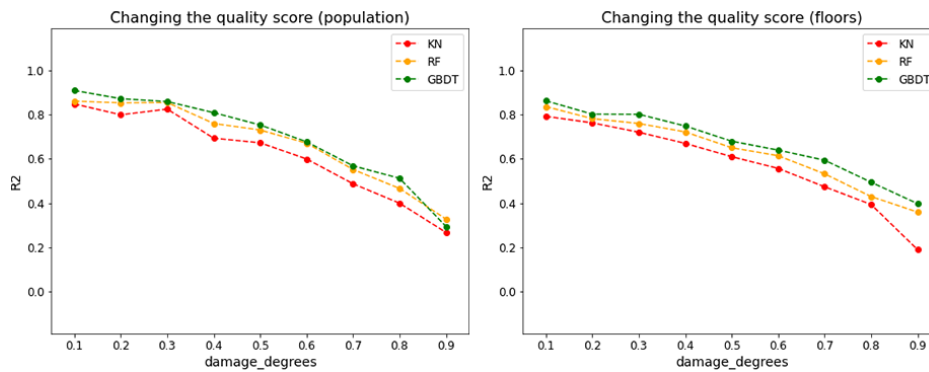 Changing the quality score (population)
KN
RF
GBDT
1.0
0.8
0.6
0.4
0.2
0.0
R2
0.1 0.2 0.3 0.4 0.5 0.6 0.7 0.8 0.9
damage_degrees
Changing the quality score (floors)
KN
RF
GBDT
1.0
0.8
0.6
0.4
0.2
0.0
R2
0.1 0.2 0.3 0.4 0.5 0.6 0.7 0.8 0.9
damage_degrees